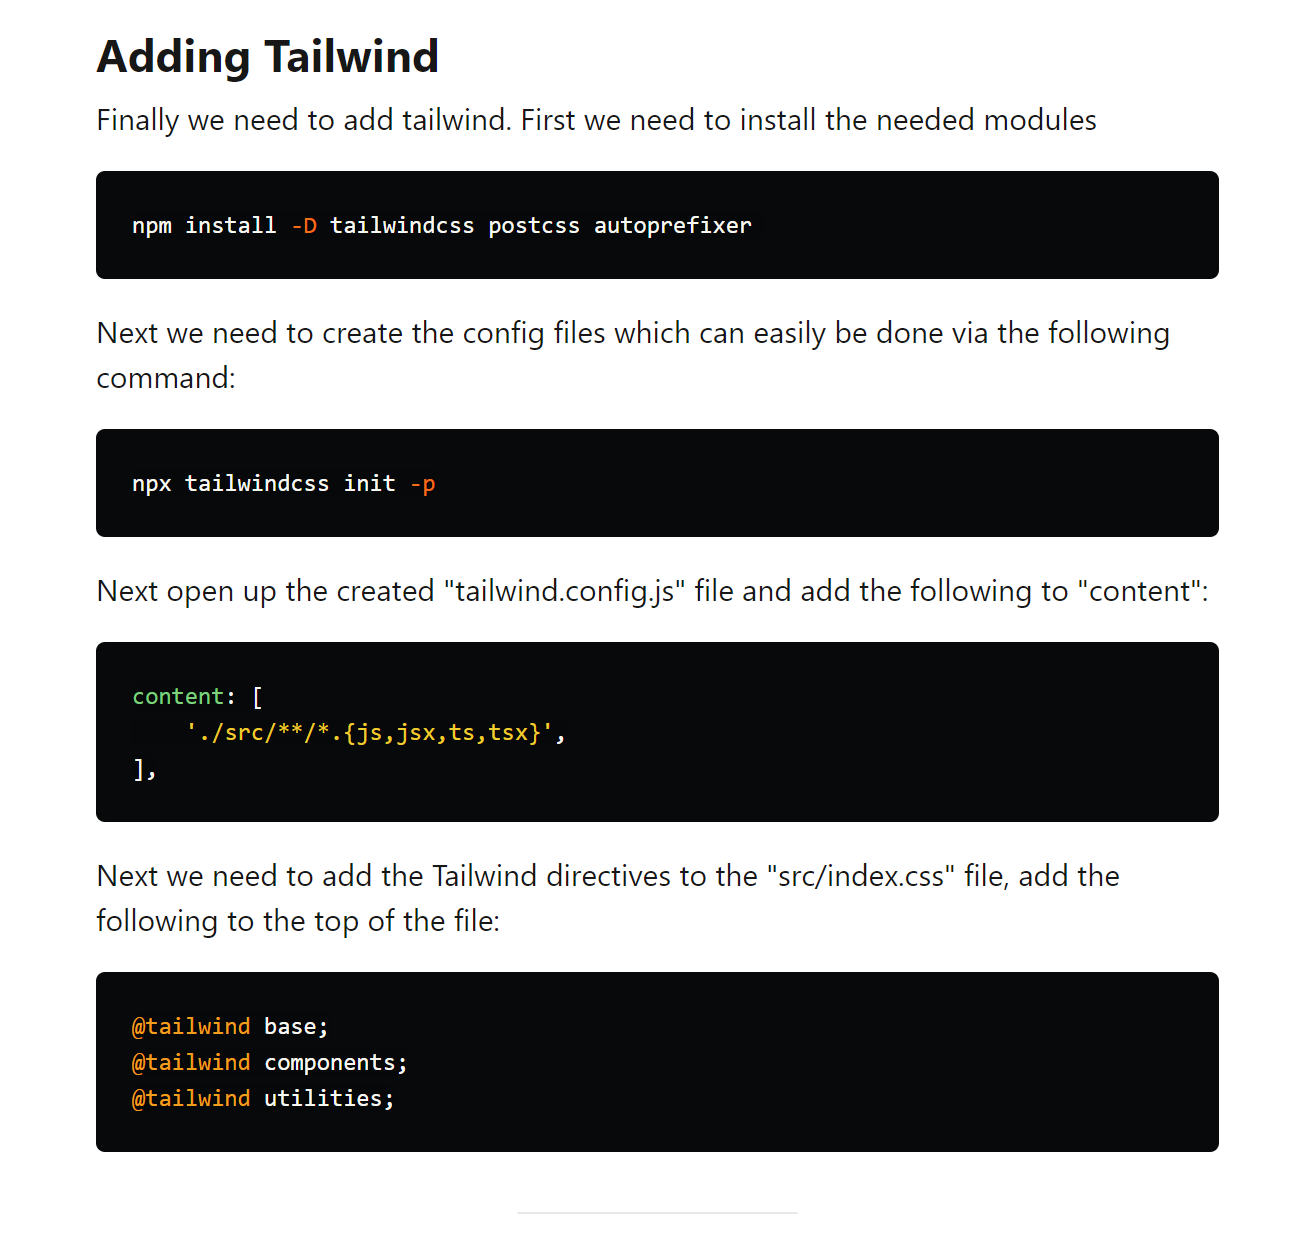 Adding Tailwind
Finally we need to add tailwind. First we need to install the needed modules
npm install -D tailwindcss postcss autoprefixer
Next we need to create the config files which can easily be done via the following
command:
npx tailwindcss init -p
Next open up the created "tailwind.config.js" file and add the following to "content":
content: [
    './src/**/*.{js,jsx,ts,tsx}',
],
Next we need to add the Tailwind directives to the "src/index.css" file, add the
following to the top of the file:
@tailwind base;
@tailwind components;
@tailwind utilities;